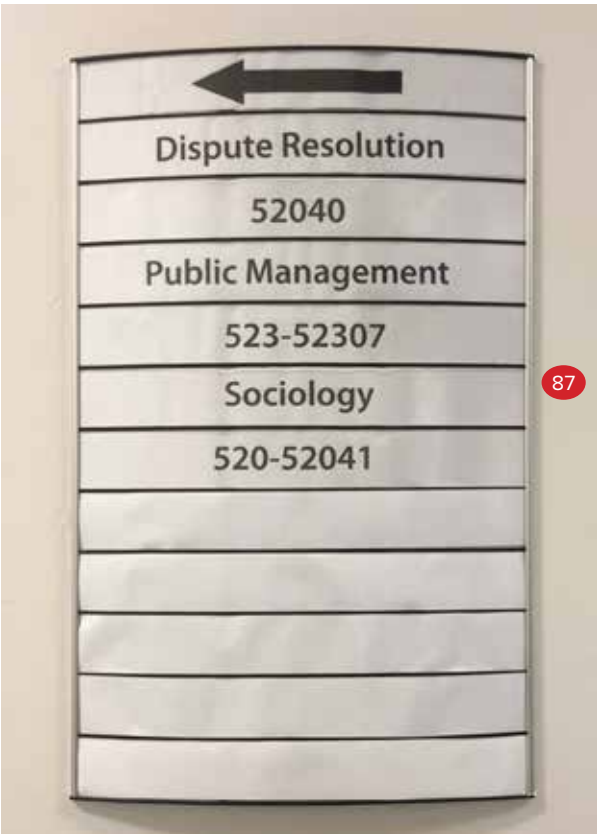 Dispute Resolution
52040
Public Management
523-52307
Sociology
87
520-52041